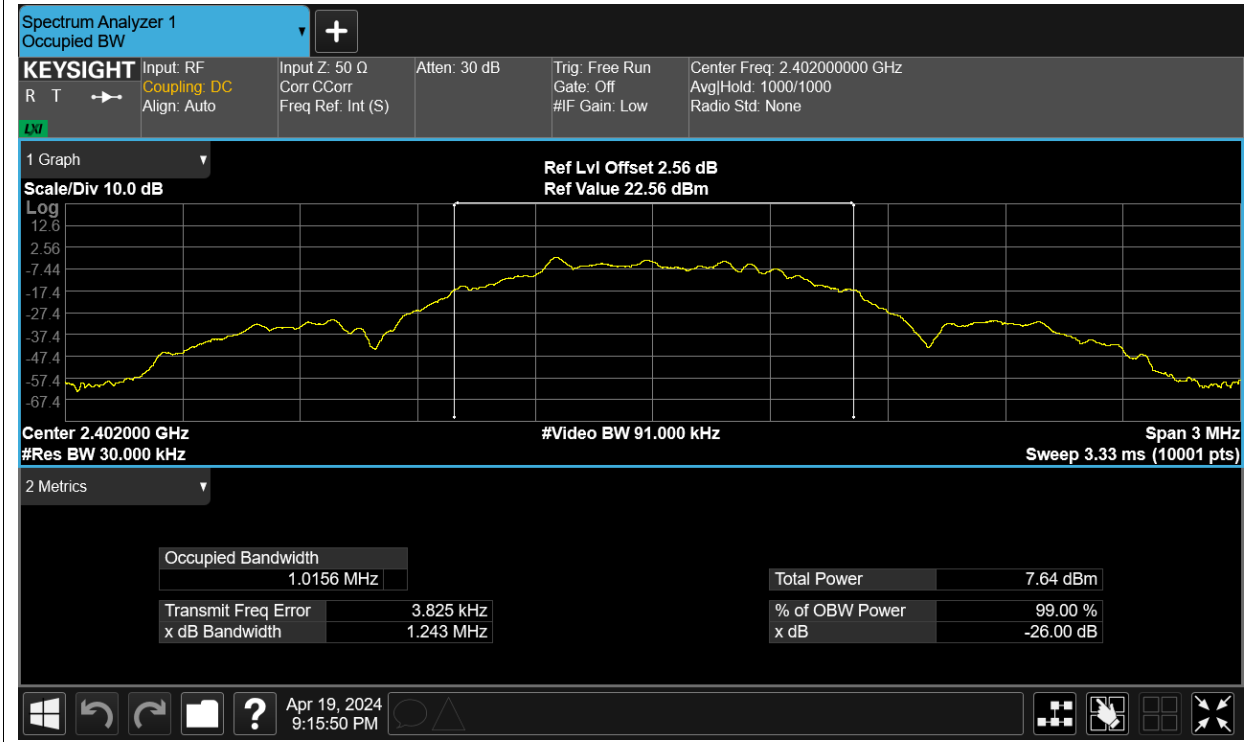 Spectrum Analyzer 1
Occupied BW
KEYSIGHT
R T
LXI
Input: RF
Coupling: DC
Align: Auto
Input Z: 50 Ω
Corr CCorr
Freq Ref: Int (S)
Atten: 30 dB
Trig: Free Run
Gate: Off
#IF Gain: Low
Center Freq: 2.402000000 GHz
Avg|Hold: 1000/1000
Radio Std: None
1 Graph
Scale/Div 10.0 dB
Ref Lvl Offset 2.56 dB
Ref Value 22.56 dBm
Log
12.6
2.56
-7.44
-17.4
-27.4
-37.4
-47.4
-57.4
-67.4
Center 2.402000 GHz
#Res BW 30.000 kHz
#Video BW 91.000 kHz
Span 3 MHz
Sweep 3.33 ms (10001 pts)
2 Metrics
Occupied Bandwidth
1.0156 MHz
Transmit Freq Error 3.825 kHz
x dB Bandwidth 1.243 MHz
Total Power 7.64 dBm
% of OBW Power 99.00 %
x dB -26.00 dB
?
Apr 19, 2024
9:15:50 PM